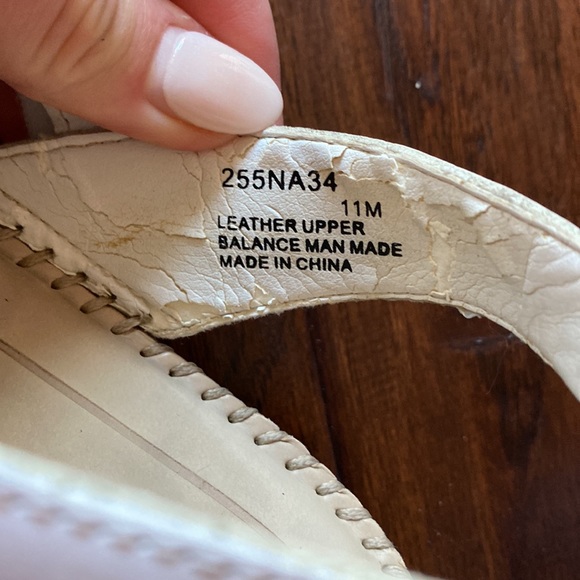 255NA34
11M
LEATHER UPPER
BALANCE MAN MADE
MADE IN CHINA